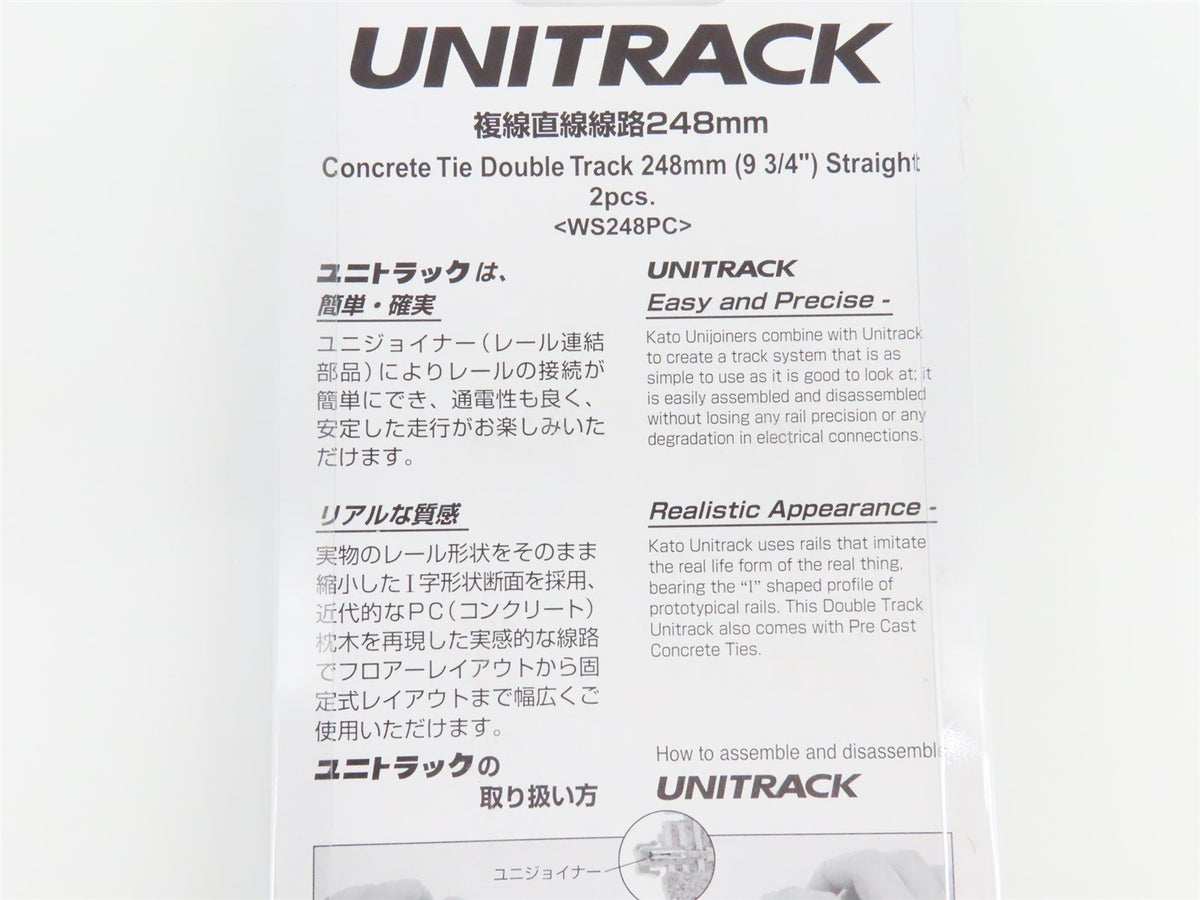 UNITRACK
複線直線線路248mm
Concrete Tie Double Track 248mm (9 3/4") Straight
2pcs.
<WS248PC>
ユニトラックは、
簡単・確実
ユニジョイナー(レール連結
部品)によりレールの接続が
簡単にでき、通電性も良く、
安定した走行がお楽しみいた
だけます。
リアルな質感
実物のレール形状をそのまま
縮小したI字形状断面を採用、
近代的なPC(コンクリート)
枕木を再現した実感的な線路
でフロアーレイアウトから固
定式レイアウトまで幅広くご
使用いただけます。
ユニトラックの
取り扱い方
UNITRACK
Easy and Precise -
Kato Unijoiners combine with Unitrack
to create a track system that is as
simple to use as it is good to look at; it
is easily assembled and disassembled
without losing any rail precision or any
degradation in electrical connections.
Realistic Appearance -
Kato Unitrack uses rails that imitate
the real life form of the real thing,
bearing the “I” shaped profile of
prototypical rails. This Double Track
Unitrack also comes with Pre Cast
Concrete Ties.
How to assemble and disassemble
UNITRACK
ユニジョイナー